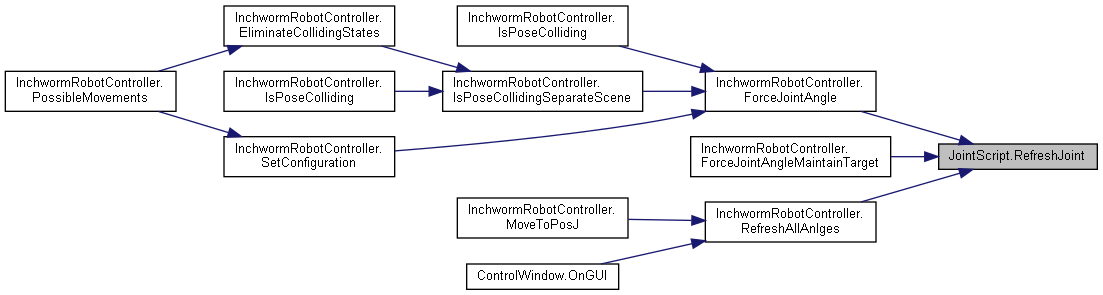 InchwormRobotController.
PossibleMovements
InchwormRobotController.
EliminateCollidingStates
InchwormRobotController.
IsPoseColliding
InchwormRobotController.
SetConfiguration
InchwormRobotController.
IsPoseColliding
InchwormRobotController.
IsPoseCollidingSeparateScene
InchwormRobotController.
MoveToPosJ
ControlWindow.OnGUI
InchwormRobotController.
ForceJointAngle
InchwormRobotController.
ForceJointAngleMaintainTarget
InchwormRobotController.
RefreshAllAnlges
JointScript.RefreshJoint